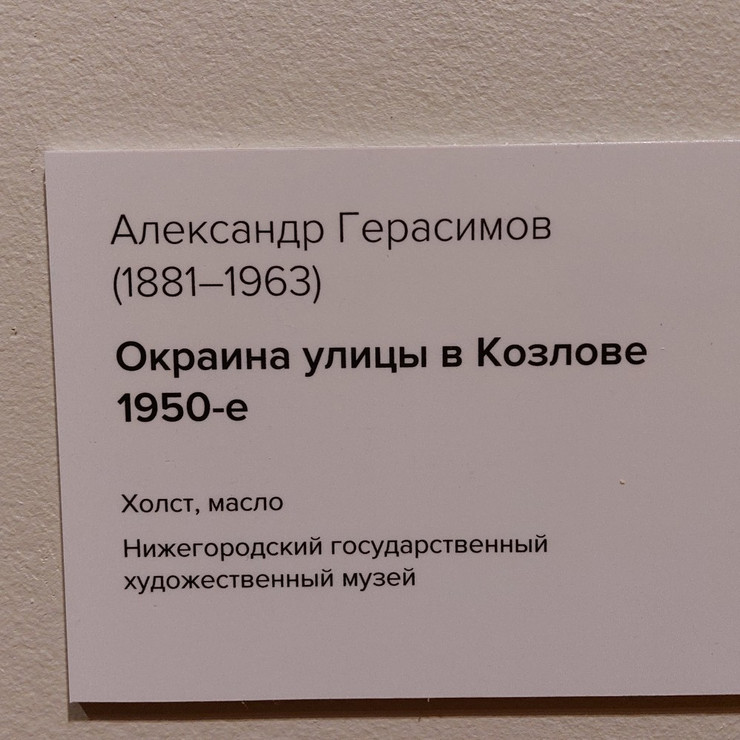 Александр Герасимов
(1881–1963)
Окраина улицы в Козлове
1950-е
Холст, масло
Нижегородский государственный
художественный музей